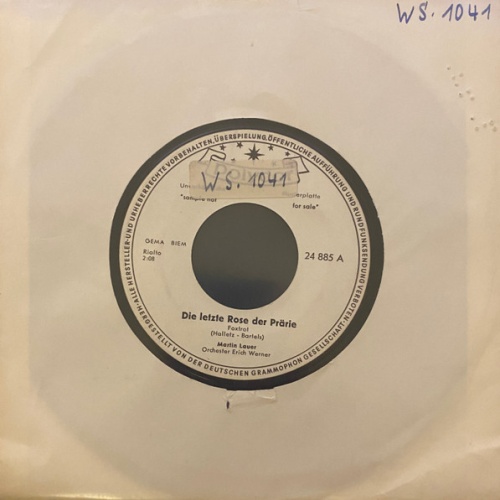 WS. 1041
ALLE HERSTELLER- UND URHEBERRECHTE VORBEHALTEN, ÜBERSPIELUNG, ÖFFENTLICHE AUFFÜHRUNG UND RUNDFUNKSENDUNG VERBOTEN.
WS. 1041
"sample not for sale"
GEMA BIEM
Rialto
2:08
24 885 A
Die letzte Rose der Prärie
Foxtrot
(Halletz - Bartels)
Martin Lauer
Orchester Erich Werner
HERGESTELLT VON DER DEUTSCHEN GRAMMOPHON GESELLSCHAFT